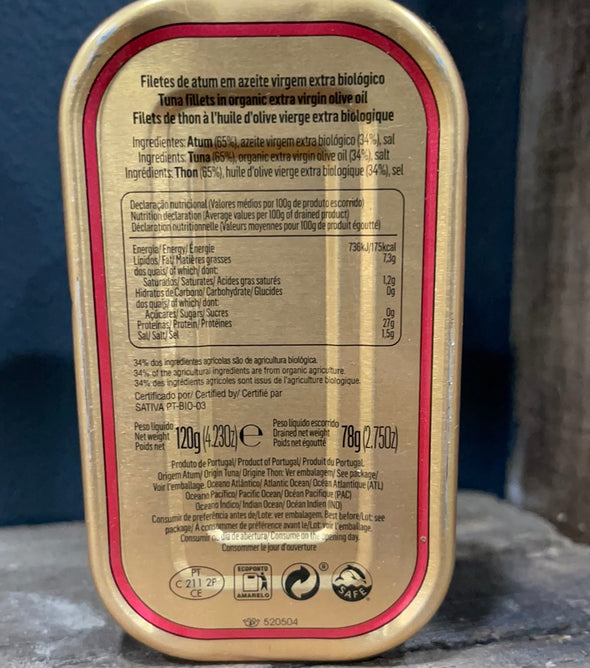 Filetes de atum em azeite virgem extra biológico
Tuna fillets in organic extra virgin olive oil
Filets de thon à l'huile d'olive vierge extra biologique
Ingredientes: Atum (65%), azeite virgem extra biológico (34%), sal
Ingredients: Tuna (65%), organic extra virgin olive oil (34%), salt
Ingrédients: Thon (65%), huile d'olive vierge extra biologique (34%), sel
Declaração nutricional (Valores médios por 100g de produto escorrido)
Nutrition declaration (Average values per 100g of drained product)
Déclaration nutritionnelle (Valeurs moyennes pour 100g de produit égoutté)
Energia/ Energy/ Énergie 736kJ/175kcal
Lípidos/ Fat/ Matières grasses 7,3g
dos quais/ of which/ dont:
Saturados/ Saturates/ Acides gras saturés 1,2g
Hidratos de Carbono/ Carbohydrate/ Glucides 0g
dos quais/ of which/ dont:
Açúcares/ Sugars/ Sucres 0g
Proteínas/ Protein/ Protéines 27g
Sal/ Salt/ Sel 1,5g
34% dos ingredientes agrícolas são de agricultura biológica.
34% of the agricultural ingredients are from organic agriculture.
34% des ingrédients agricoles sont issus de l'agriculture biologique.
Certificado por/ Certified by/ Certifié par
SATIVA PT-BIO-03
Peso líquido
Net weight
Poids net
120g (4.23Oz) e
Peso líquido escorrido
Drained net weight
Poids net égoutté
78g (2.75Oz)
Produto de Portugal/ Product of Portugal/ Produit du Portugal.
Origem Atum/ Origin Tuna/ Origine Thon: Ver embalagem/ See package/
Voir l'emballage. Oceano Atlântico/ Atlantic Ocean/ Océan Atlantique (ATL)
Oceano Pacífico/ Pacific Ocean/ Océan Pacifique (PAC)
Oceano Índico/ Indian Ocean/ Océan Indien (IND)
Consumir de preferência antes de/Lote: ver embalagem. Best before/Lot: see
package/ À consommer de préférence avant le/Lot: voir l'emballage.
Consumir no dia de abertura/ Consume on the opening day.
Consommer le jour d'ouverture
PT
C 211 2P
CE
ECOPONTO
AMARELO
®
SAFE
520504